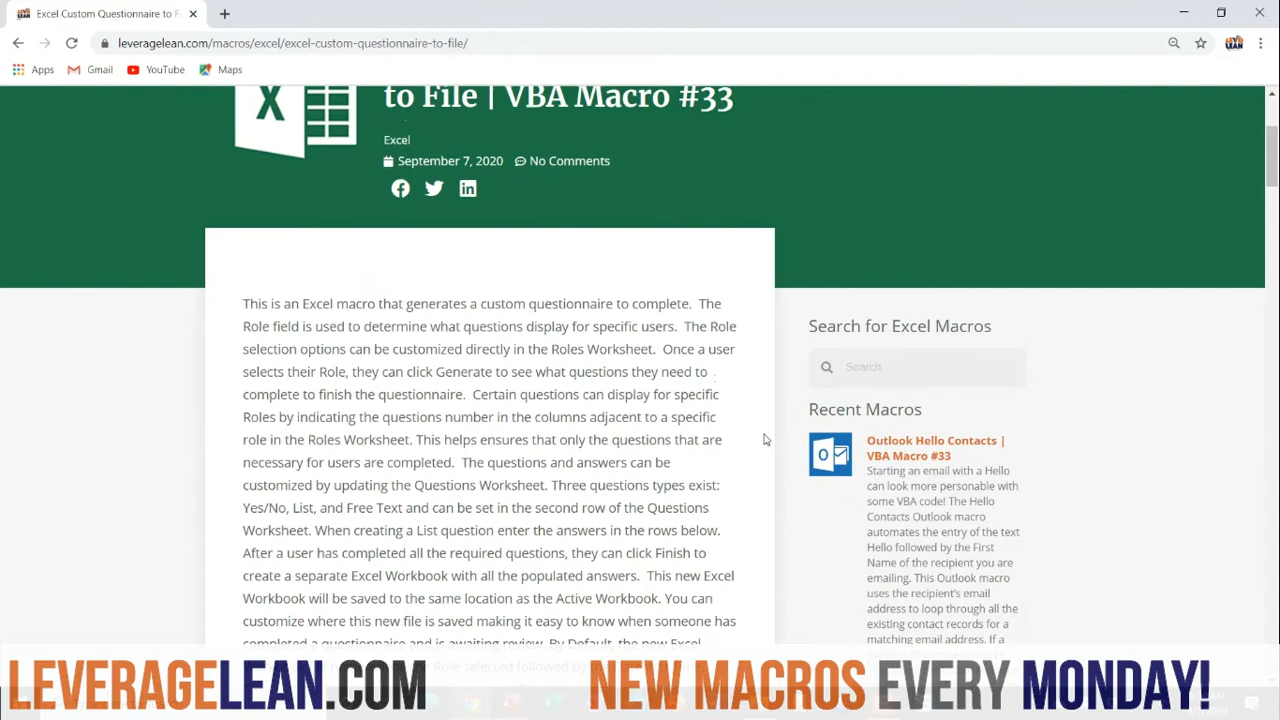 Excel Custom Questionnaire to F
leveragelean.com/macros/excel/excel-custom-questionnaire-to-file/
Apps
Gmail
YouTube
Maps
X
to File | VBA Macro #33
Excel
September 7, 2020
No Comments
This is an Excel macro that generates a custom questionnaire to complete. The
Role field is used to determine what questions display for specific users. The Role
selection options can be customized directly in the Roles Worksheet. Once a user
selects their Role, they can click Generate to see what questions they need to
complete to finish the questionnaire. Certain questions can display for specific
Roles by indicating the questions number in the columns adjacent to a specific
role in the Roles Worksheet. This helps ensures that only the questions that are
necessary for users are completed. The questions and answers can be
customized by updating the Questions Worksheet. Three questions types exist:
Yes/No, List, and Free Text and can be set in the second row of the Questions
Worksheet. When creating a List question enter the answers in the rows below.
After a user has completed all the required questions, they can click Finish to
create a separate Excel Workbook with all the populated answers. This new Excel
Workbook will be saved to the same location as the Active Workbook. You can
customize where this new file is saved making it easy to know when someone has
completed a questionnaire and is awaiting review. By Default, the new Excel
Search for Excel Macros
Search
Recent Macros
Outlook Hello Contacts |
VBA Macro #33
Starting an email with a Hello
can look more personable with
some VBA code! The Hello
Contacts Outlook macro
automates the entry of the text
Hello followed by the First
Name of the recipient you are
emailing. This Outlook macro
uses the recipient's email
address to loop through all the
existing contact records for a
matching email address. If a
LEVERAGELEAN.COM
NEW MACROS EVERY MONDAY!